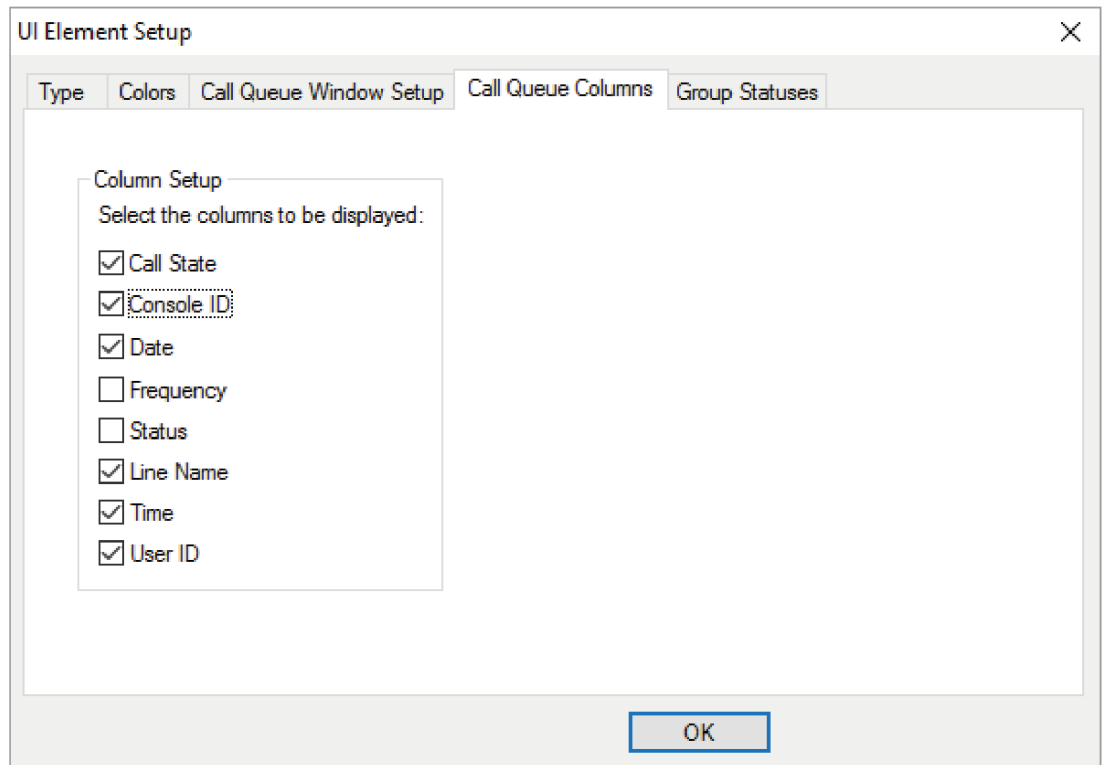 UI Element Setup
Type Colors Call Queue Window Setup Call Queue Columns Group Statuses
Column Setup
Select the columns to be displayed:
Call State
Console ID
Date
Frequency
Status
Line Name
Time
User ID
OK